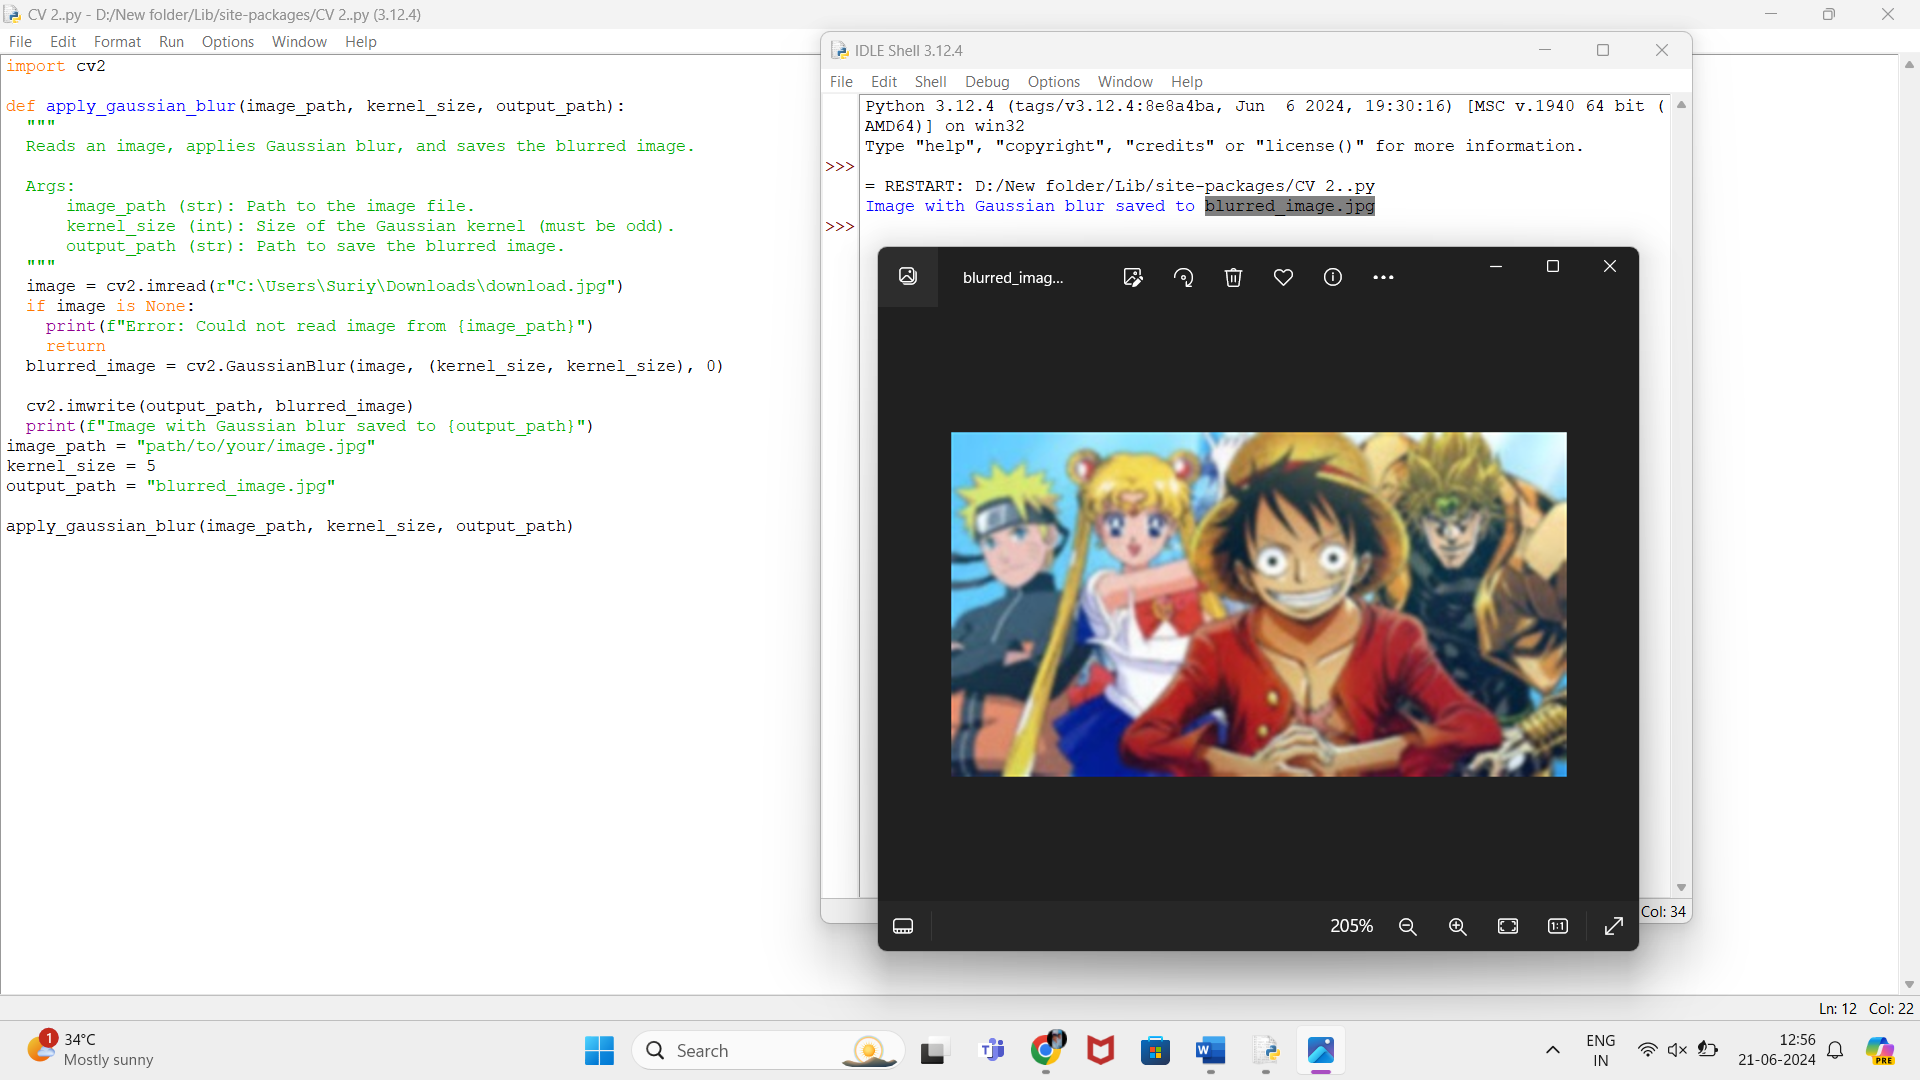 CV 2..py - D:/New folder/Lib/site-packages/CV 2..py (3.12.4)
File Edit Format Run Options Window Help
import cv2
def apply_gaussian_blur(image_path, kernel_size, output_path):
"""
Reads an image, applies Gaussian blur, and saves the blurred image.
Args:
image_path (str): Path to the image file.
kernel_size (int): Size of the Gaussian kernel (must be odd).
output_path (str): Path to save the blurred image.
"""
image = cv2.imread(r"C:\Users\Suriy\Downloads\download.jpg")
if image is None:
print(f"Error: Could not read image from {image_path}")
return
blurred_image = cv2.GaussianBlur(image, (kernel_size, kernel_size), 0)
cv2.imwrite(output_path, blurred_image)
print(f"Image with Gaussian blur saved to {output_path}")
image_path = "path/to/your/image.jpg"
kernel_size = 5
output_path = "blurred_image.jpg"
apply_gaussian_blur(image_path, kernel_size, output_path)
IDLE Shell 3.12.4
File Edit Shell Debug Options Window Help
Python 3.12.4 (tags/v3.12.4:8e8a4ba, Jun  6 2024, 19:30:16) [MSC v.1940 64 bit (
AMD64)] on win32
Type "help", "copyright", "credits" or "license()" for more information.
>>>
= RESTART: D:/New folder/Lib/site-packages/CV 2..py
Image with Gaussian blur saved to blurred_image.jpg
>>>
blurred_imag...
205%
1:1
Col: 34
Ln: 12 Col: 22
1
34°C
Mostly sunny
Search
ENG
IN
12:56
21-06-2024
PRE